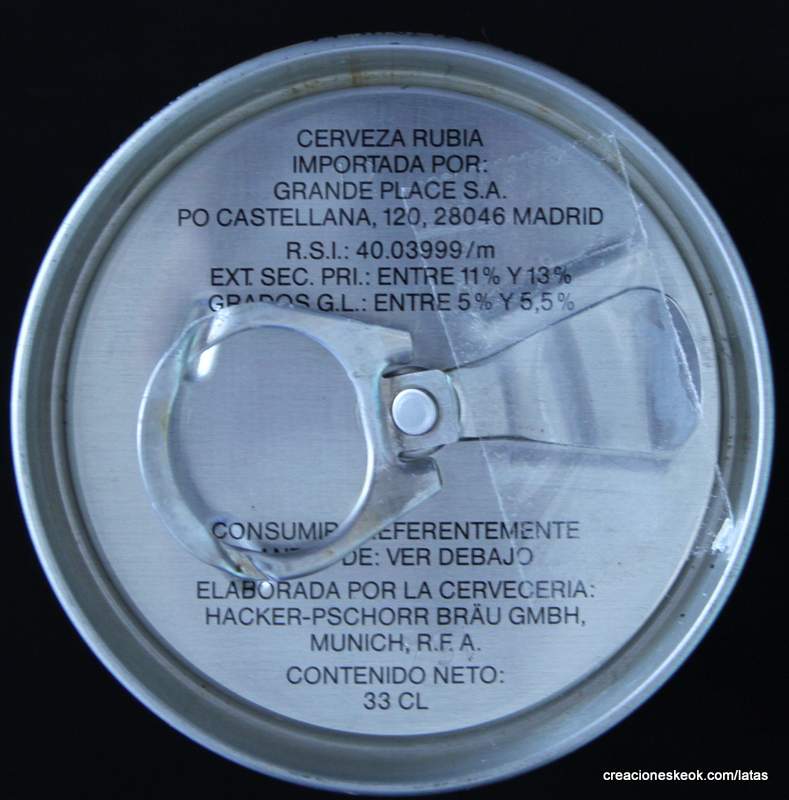 CERVEZA RUBIA
IMPORTADA POR:
GRANDE PLACE S.A.
PO CASTELLANA, 120, 28046 MADRID
R.S.I.: 40.03999/m
EXT. SEC. PRI.: ENTRE 11% Y 13%
GRADOS G.L.: ENTRE 5% Y 5,5%
CONSUMIR REFERENTEMENTE
DE: VER DEBAJO
ELABORADA POR LA CERVECERIA:
HACKER-PSCHORR BRÄU GMBH,
MUNICH, R.F.A.
CONTENIDO NETO:
33 CL
creacioneskeok.com/latas